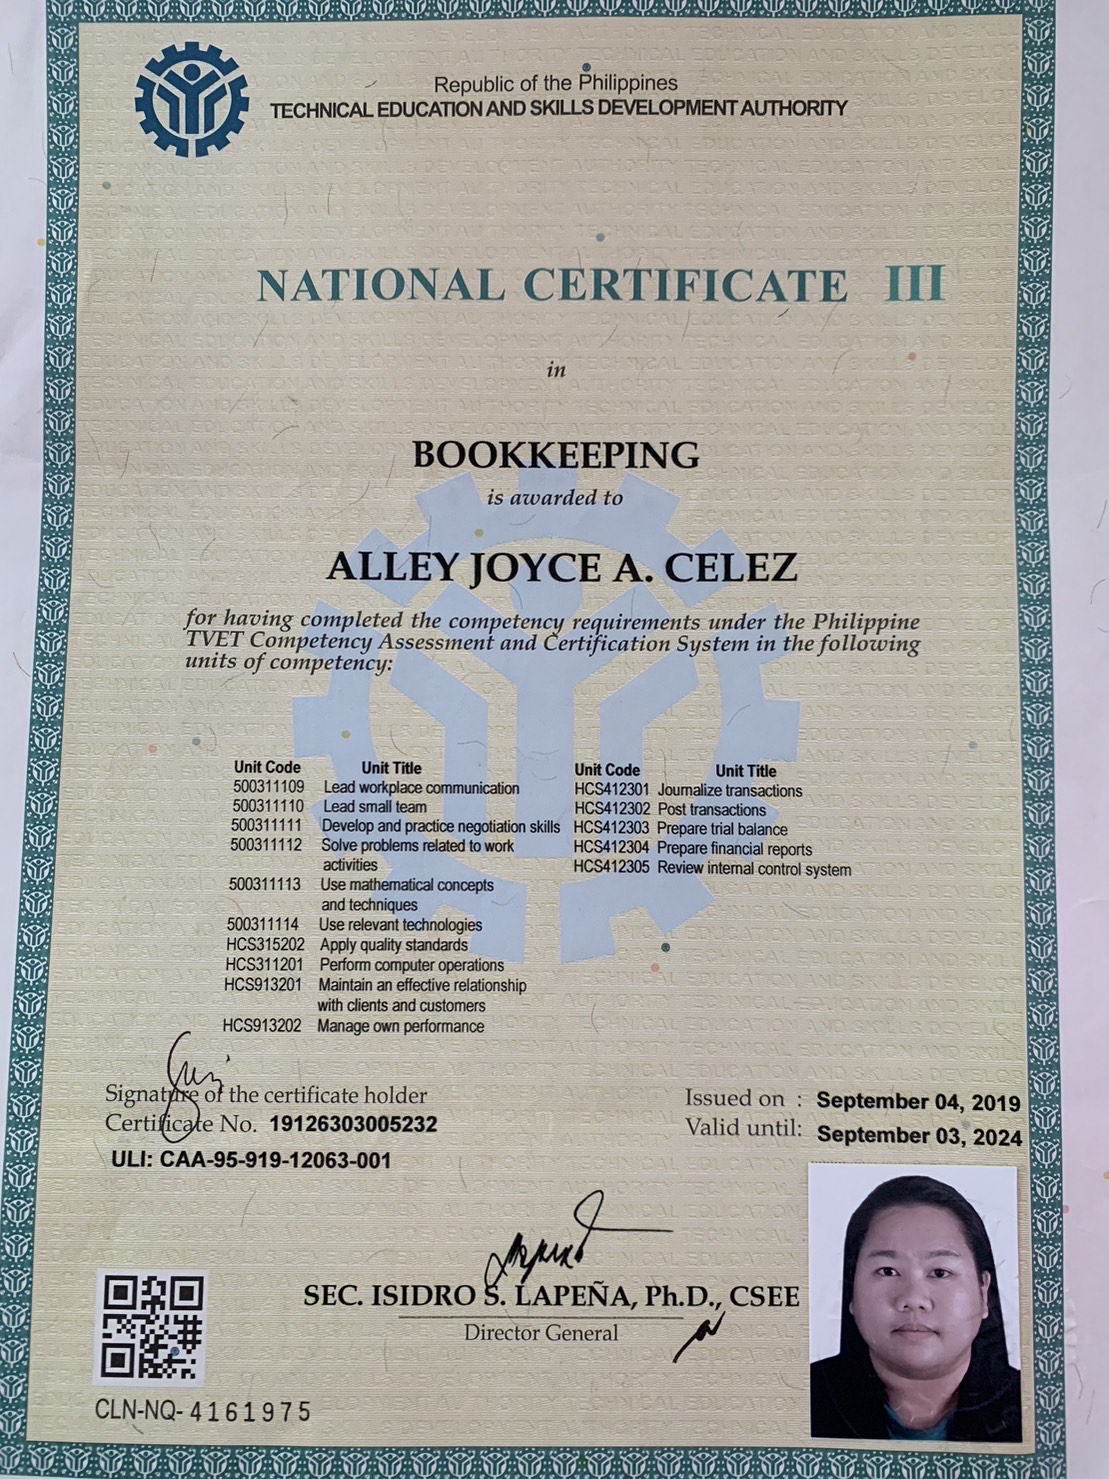 Republic of the Philippines
TECHNICAL EDUCATION AND SKILLS DEVELOPMENT AUTHORITY
NATIONAL CERTIFICATE III
in
BOOKKEEPING
is awarded to
ALLEY JOYCE A. CELEZ
for having completed the competency requirements under the Philippine
TVET Competency Assessment and Certification System in the following
units of competency:
Unit Code Unit Title
500311109 Lead workplace communication
500311110 Lead small team
500311111 Develop and practice negotiation skills
500311112 Solve problems related to work
activities
500311113 Use mathematical concepts
and techniques
500311114 Use relevant technologies
HCS315202 Apply quality standards
HCS311201 Perform computer operations
HCS913201 Maintain an effective relationship
with clients and customers
HCS913202 Manage own performance
Unit Code Unit Title
HCS412301 Journalize transactions
HCS412302 Post transactions
HCS412303 Prepare trial balance
HCS412304 Prepare financial reports
HCS412305 Review internal control system
Signature of the certificate holder
Certificate No. 19126303005232
ULI: CAA-95-919-12063-001
Issued on : September 04, 2019
Valid until: September 03, 2024
SEC. ISIDRO S. LAPEÑA, Ph.D., CSEE
Director General
CLN-NQ- 4161975